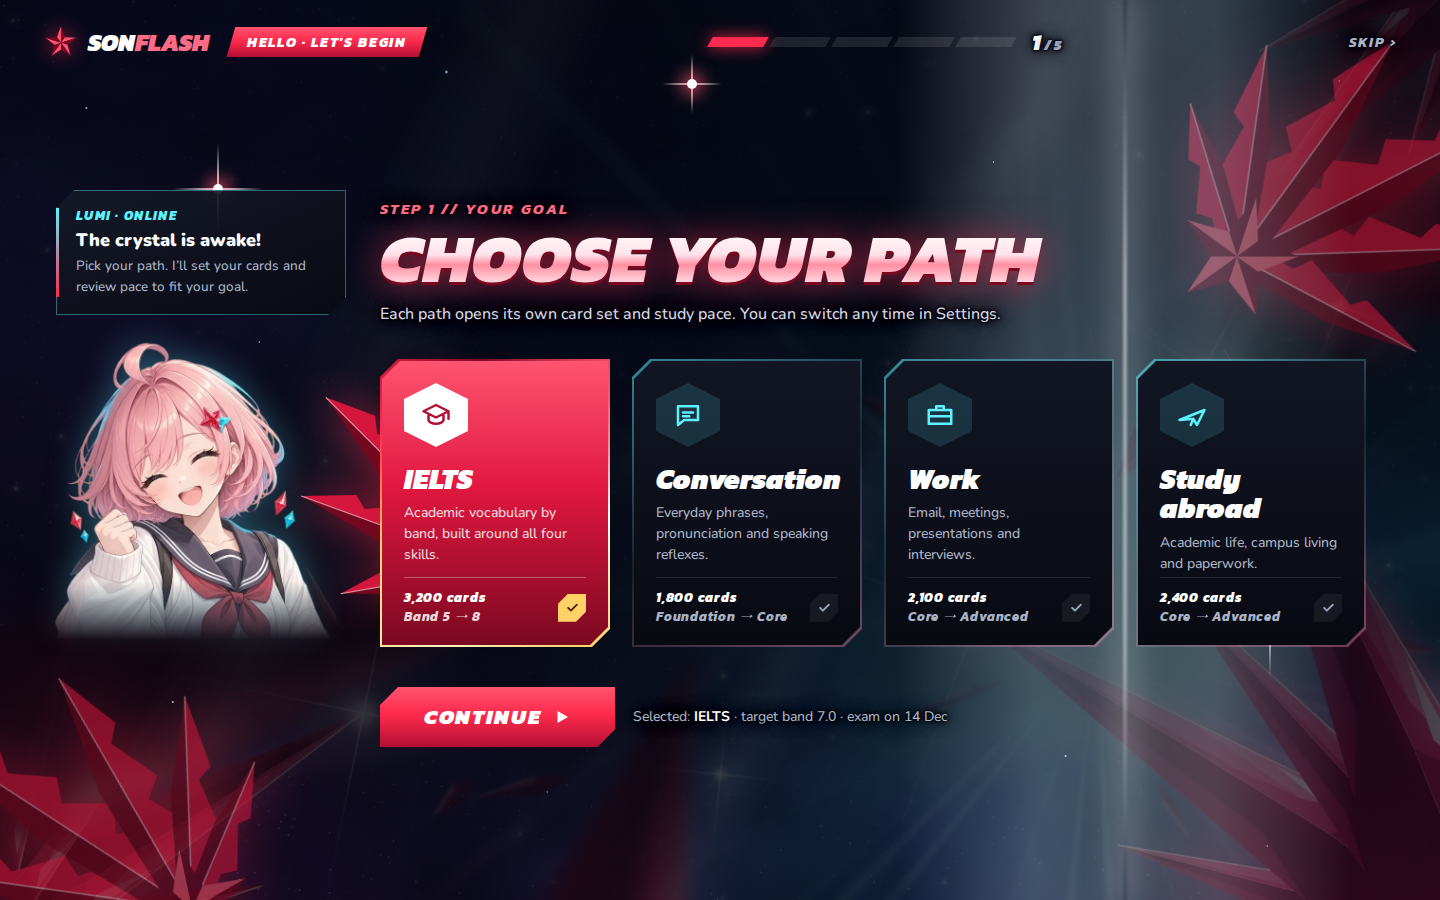 SONFLASH
HELLO · LET'S BEGIN
1 / 5
SKIP ›
LUMI · ONLINE
The crystal is awake!
Pick your path. I'll set your cards and
review pace to fit your goal.
STEP 1 // YOUR GOAL
CHOOSE YOUR PATH
Each path opens its own card set and study pace. You can switch any time in Settings.
IELTS
Academic vocabulary by
band, built around all four
skills.
3,200 cards
Band 5 → 8
Conversation
Everyday phrases,
pronunciation and speaking
reflexes.
1,800 cards
Foundation → Core
Work
Email, meetings,
presentations and
interviews.
2,100 cards
Core → Advanced
Study
abroad
Academic life, campus living
and paperwork.
2,400 cards
Core → Advanced
CONTINUE
Selected: IELTS · target band 7.0 · exam on 14 Dec